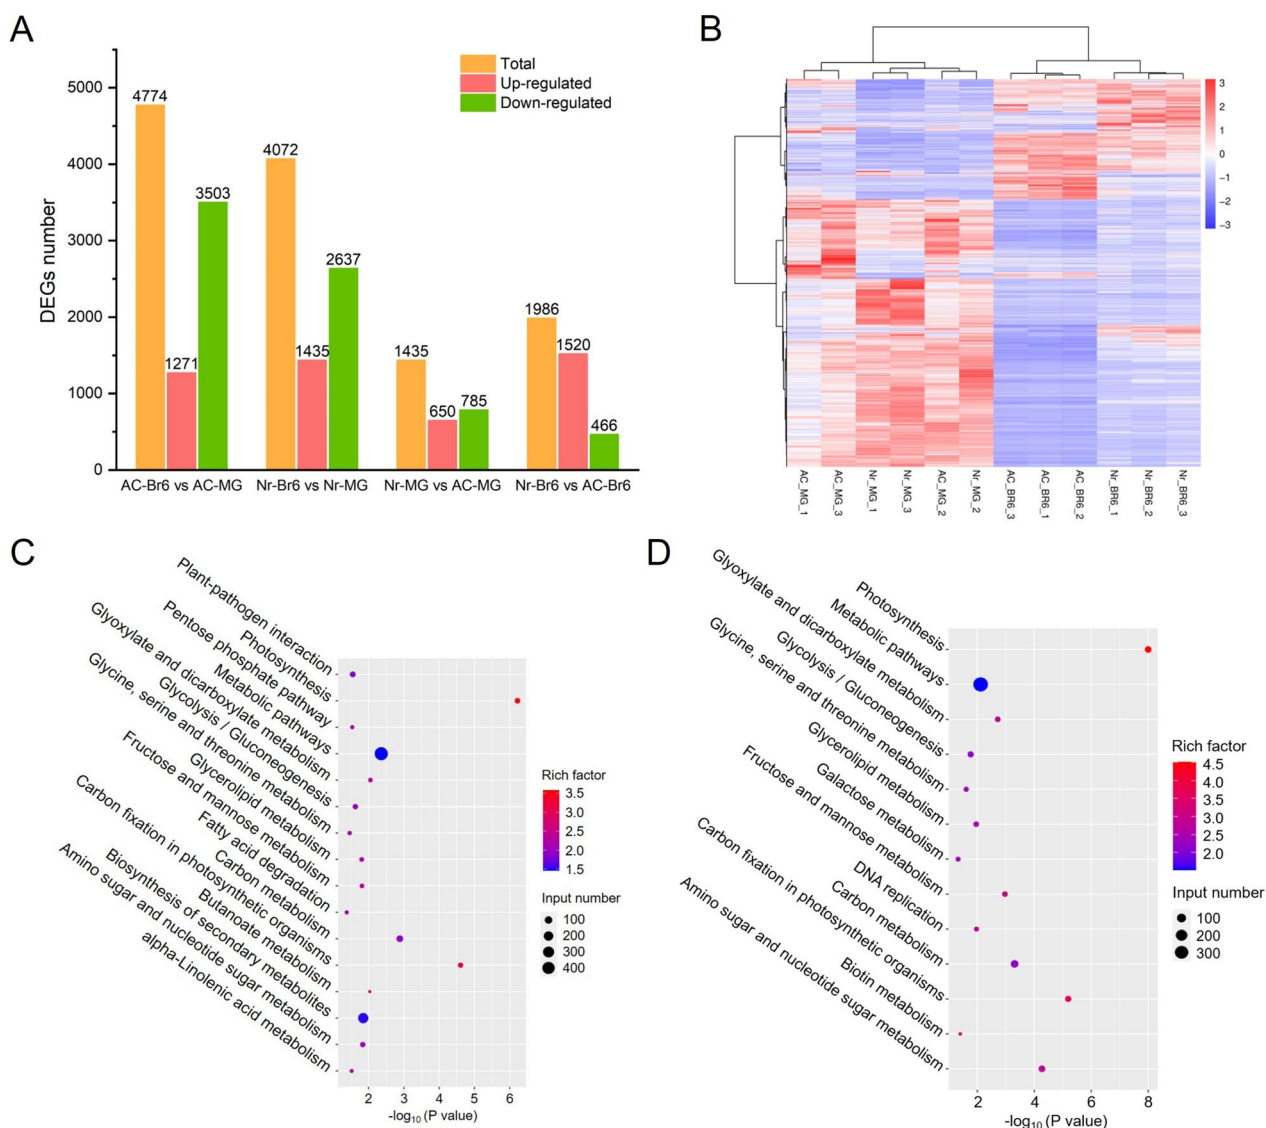 A
Total
Up-regulated
Down-regulated
DEGs number
5000
4000
3000
2000
1000
0
4774
1271
3503
4072
1435
2637
1435
650
785
1986
1520
466
AC-Br6 vs AC-MG
Nr-Br6 vs Nr-MG
Nr-MG vs AC-MG
Nr-Br6 vs AC-Br6
B
3
2
1
0
−1
−2
−3
AC_MG_1
AC_MG_3
Nr_MG_1
Nr_MG_3
AC_MG_2
Nr_MG_2
AC_BR6_3
AC_BR6_1
AC_BR6_2
Nr_BR6_1
Nr_BR6_2
Nr_BR6_3
C
Plant-pathogen interaction
Photosynthesis
Pentose phosphate pathway
Metabolic pathways
Glyoxylate and dicarboxylate metabolism
Glycolysis / Gluconeogenesis
Glycine, serine and threonine metabolism
Glycerolipid metabolism
Fructose and mannose metabolism
Fatty acid degradation
Carbon metabolism
Carbon fixation in photosynthetic organisms
Butanoate metabolism
Biosynthesis of secondary metabolites
Amino sugar and nucleotide sugar metabolism
alpha-Linolenic acid metabolism
2
3
4
5
6
-log10 (P value)
Rich factor
3.5
3.0
2.5
2.0
1.5
Input number
100
200
300
400
D
Photosynthesis
Metabolic pathways
Glyoxylate and dicarboxylate metabolism
Glycolysis / Gluconeogenesis
Glycine, serine and threonine metabolism
Glycerolipid metabolism
Galactose metabolism
Fructose and mannose metabolism
DNA replication
Carbon metabolism
Carbon fixation in photosynthetic organisms
Biotin metabolism
Amino sugar and nucleotide sugar metabolism
2
4
6
8
-log10 (P value)
Rich factor
4.5
4.0
3.5
3.0
2.5
2.0
Input number
100
200
300